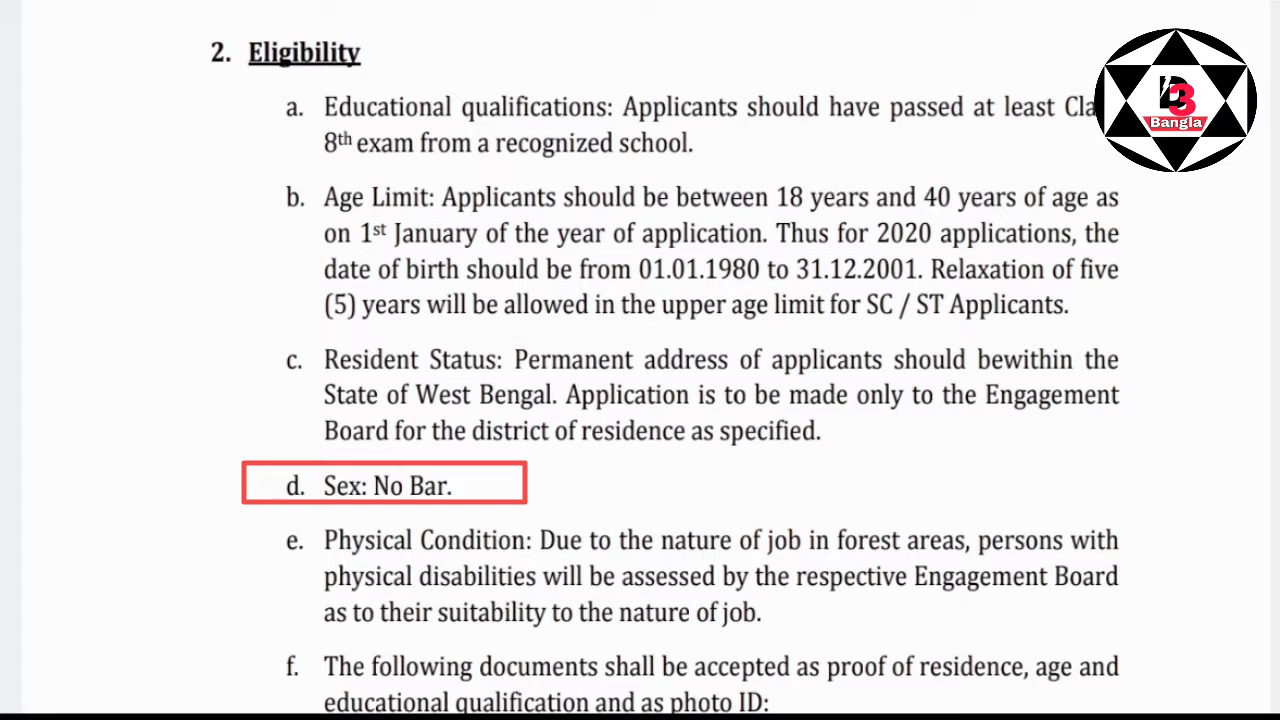 2. Eligibility
a. Educational qualifications: Applicants should have passed at least
8th exam from a recognized school.
b. Age Limit: Applicants should be between 18 years and 40 years of age as
on 1st January of the year of application. Thus for 2020 applications, the
date of birth should be from 01.01.1980 to 31.12.2001. Relaxation of five
(5) years will be allowed in the upper age limit for SC / ST Applicants.
c. Resident Status: Permanent address of applicants should bewithin the
State of West Bengal. Application is to be made only to the Engagement
Board for the district of residence as specified.
d. Sex: No Bar.
e. Physical Condition: Due to the nature of job in forest areas, persons with
physical disabilities will be assessed by the respective Engagement Board
as to their suitability to the nature of job.
f. The following documents shall be accepted as proof of residence, age and
educational qualification and as photo ID:
D3
Bangla